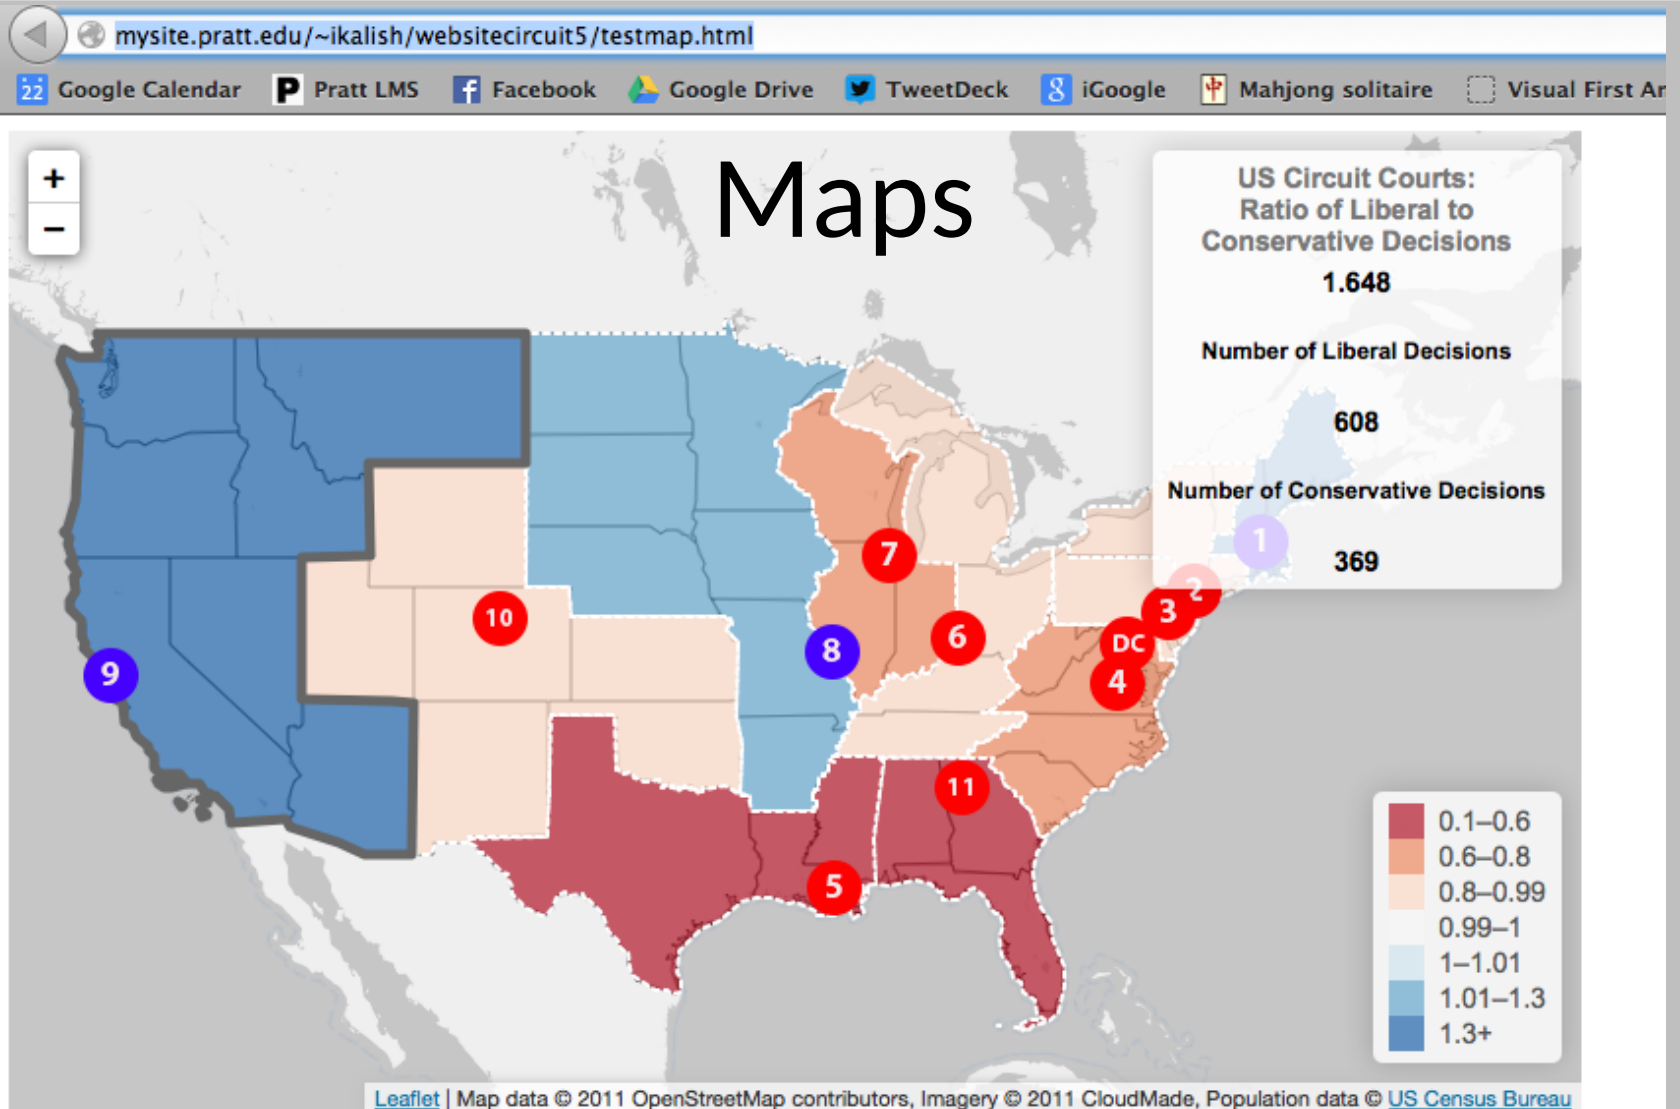 mysite.pratt.edu/~ikalish/websitecircuit5/testmap.html
22 Google Calendar P Pratt LMS f Facebook Google Drive TweetDeck 8 iGoogle 中 Mahjong solitaire Visual First Ar
+
−
Maps
US Circuit Courts:
Ratio of Liberal to
Conservative Decisions
1.648
Number of Liberal Decisions
608
Number of Conservative Decisions
369
1
2
3
DC
4
7
6
10
8
9
11
5
0.1–0.6
0.6–0.8
0.8–0.99
0.99–1
1–1.01
1.01–1.3
1.3+
Leaflet | Map data © 2011 OpenStreetMap contributors, Imagery © 2011 CloudMade, Population data © US Census Bureau